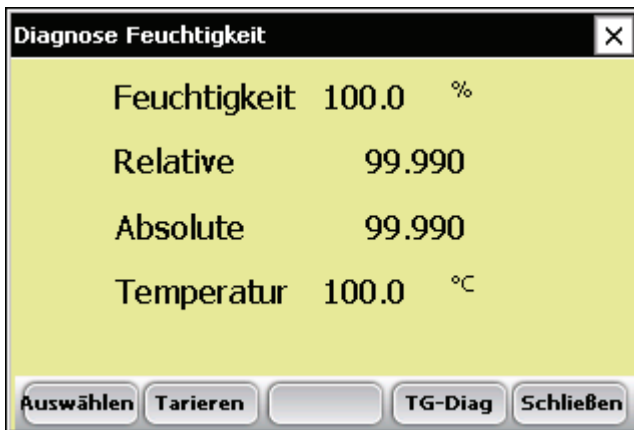 Diagnose Feuchtigkeit
Feuchtigkeit 100.0 %
Relative 99.990
Absolute 99.990
Temperatur 100.0 °C
Auswählen Tarieren TG-Diag Schließen